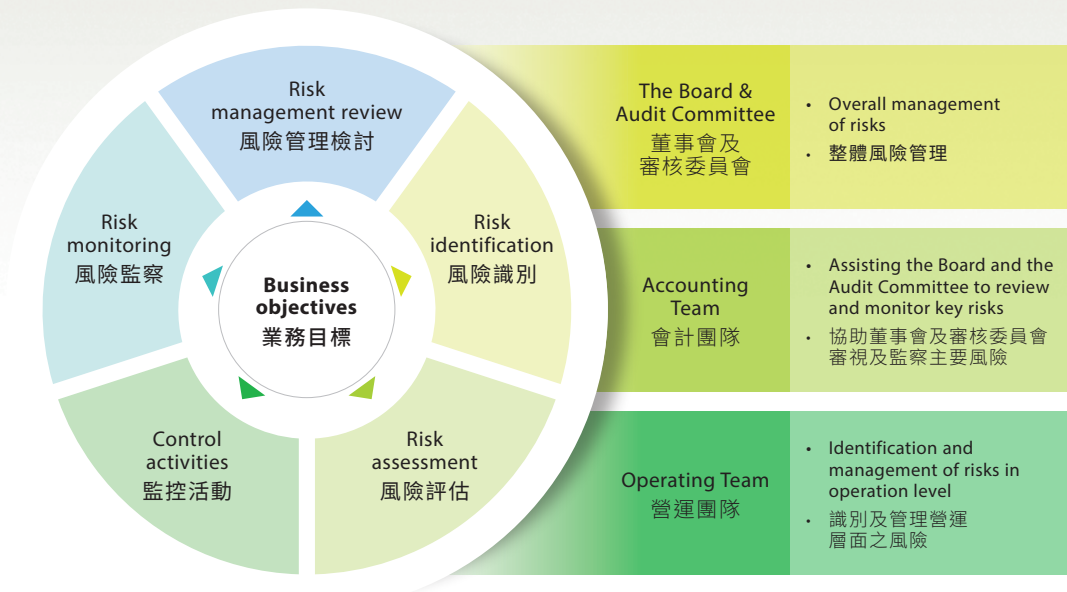 Risk
management review
風險管理檢討
Risk
identification
風險識別
Risk
assessment
風險評估
Control
activities
監控活動
Risk
monitoring
風險監察
Business
objectives
業務目標
The Board &
Audit Committee
董事會及
審核委員會
• Overall management
of risks
• 整體風險管理
Accounting
Team
會計團隊
• Assisting the Board and the
Audit Committee to review
and monitor key risks
• 協助董事會及審核委員會
審視及監察主要風險
Operating Team
營運團隊
• Identification and
management of risks in
operation level
• 識別及管理營運
層面之風險